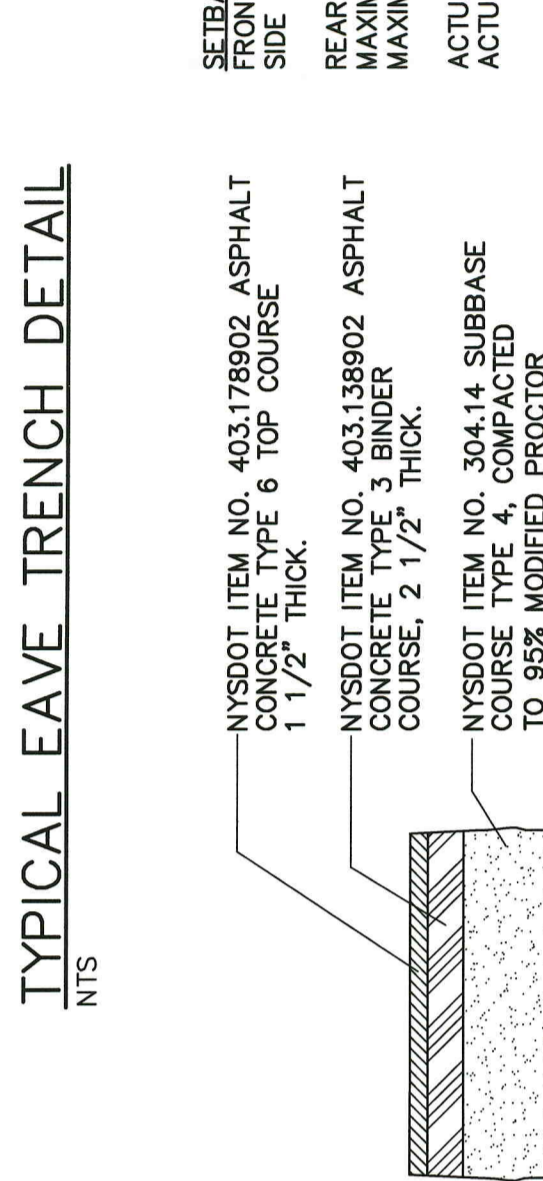 TYPICAL EAVE TRENCH DETAIL
NTS
NYSDOT ITEM NO. 403.178902 ASPHALT
CONCRETE TYPE 6 TOP COURSE
1 1/2" THICK.
NYSDOT ITEM NO. 403.138902 ASPHALT
CONCRETE TYPE 3 BINDER
COURSE, 2 1/2" THICK.
NYSDOT ITEM NO. 304.14 SUBBASE
COURSE TYPE 4, COMPACTED
TO 95% MODIFIED PROCTOR
SIDE
REAR